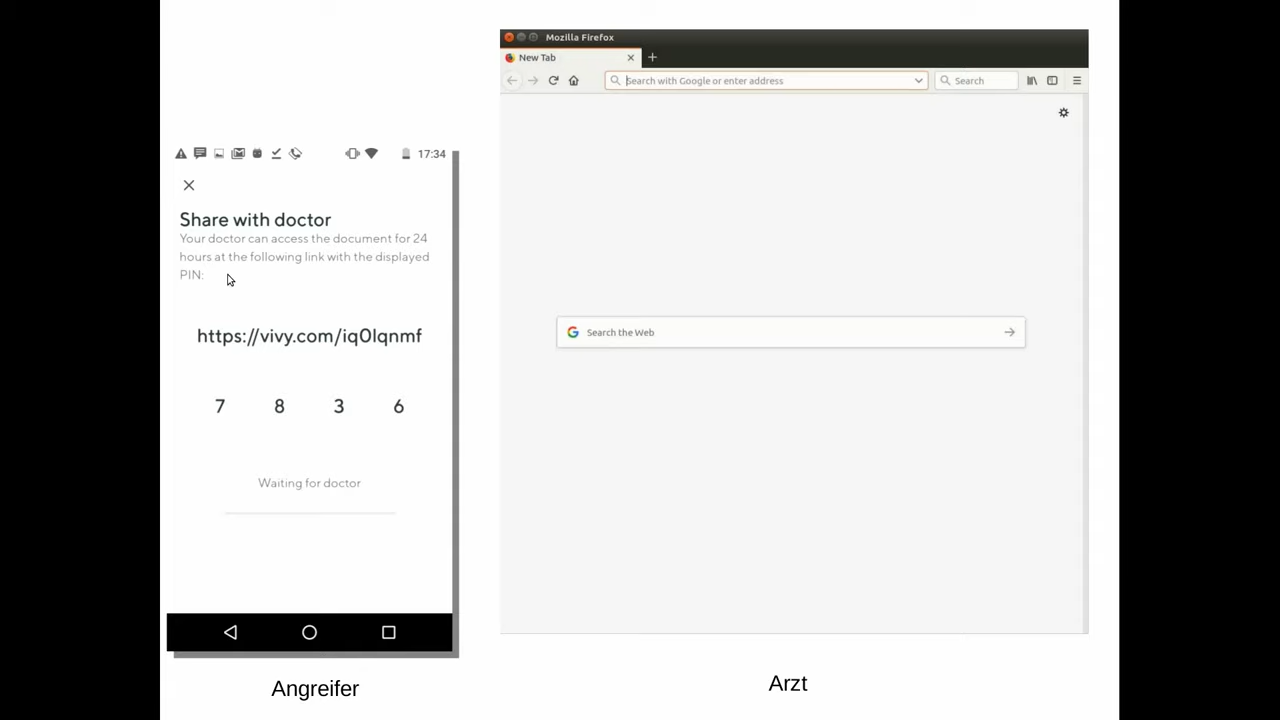 Mozilla Firefox
New Tab
Search with Google or enter address
Search
17:34
Share with doctor
Your doctor can access the document for 24
hours at the following link with the displayed
PIN:
https://vivy.com/iq0lqnmf
7 8 3 6
Waiting for doctor
Search the Web
Angreifer
Arzt